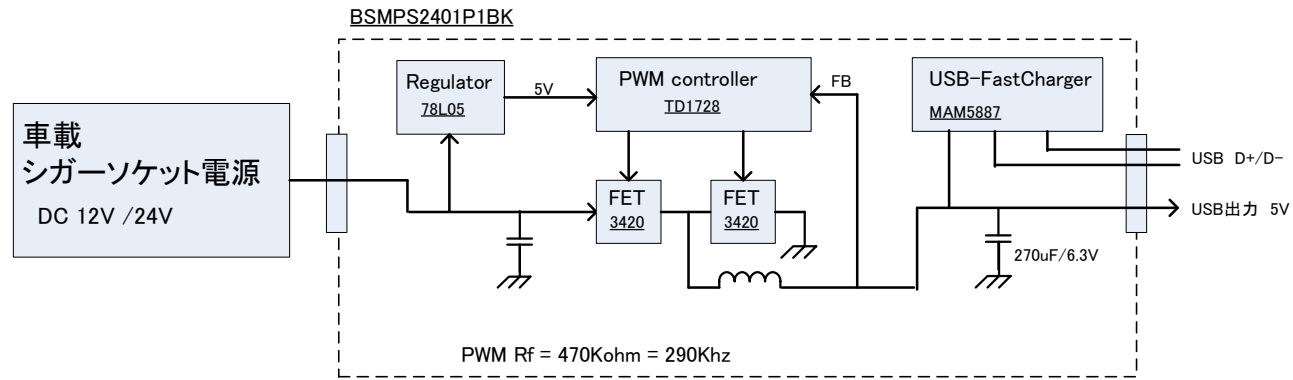 BSMPS2401P1BK
車載
シガーソケット電源
DC 12V /24V
Regulator
78L05
5V
PWM controller
TD1728
FB
USB-FastCharger
MAM5887
USB D+/D-
FET
3420
FET
3420
USB出力 5V
270uF/6.3V
PWM Rf = 470Kohm = 290Khz